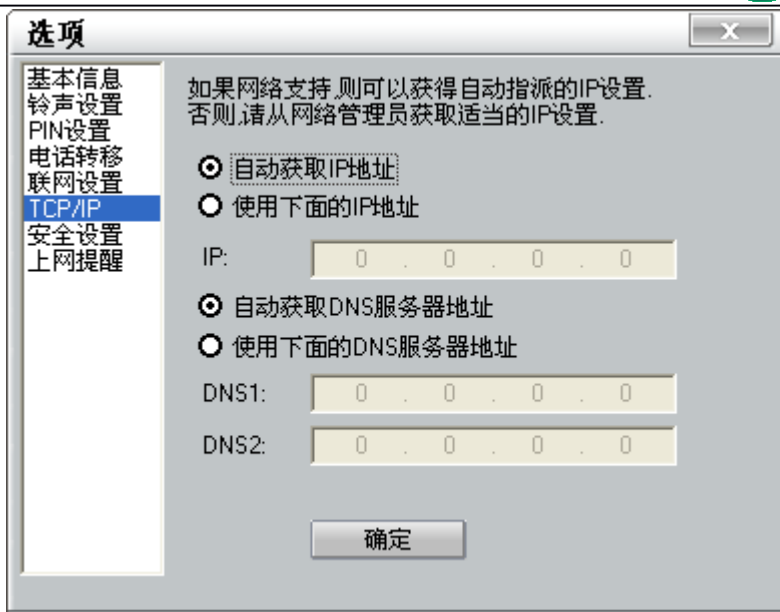 选项
x
基本信息
铃声设置
PIN设置
电话转移
联网设置
TCP/IP
安全设置
上网提醒
如果网络支持,则可以获得自动指派的IP设置.
否则,请从网络管理员获取适当的IP设置.
自动获取IP地址
使用下面的IP地址
IP: 0 . 0 . 0 . 0
自动获取DNS服务器地址
使用下面的DNS服务器地址
DNS1: 0 . 0 . 0 . 0
DNS2: 0 . 0 . 0 . 0
确定